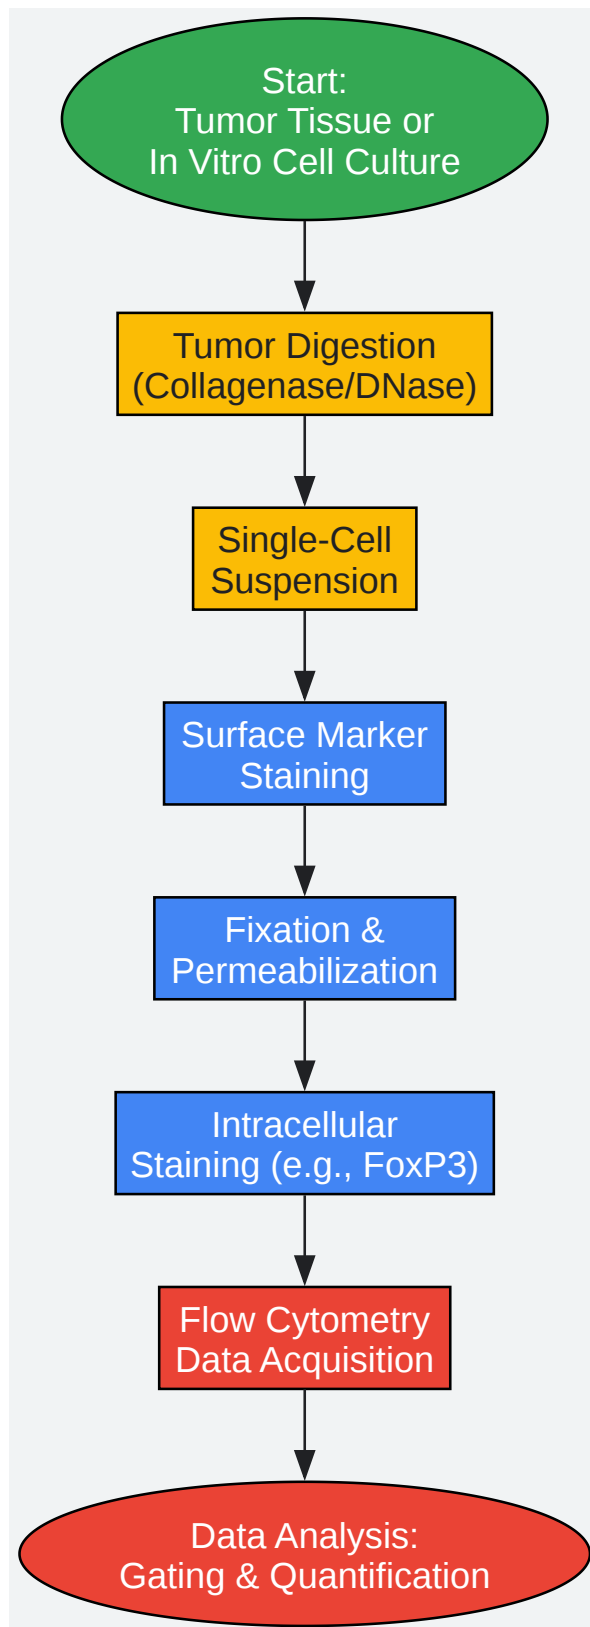 Start:
Tumor Tissue or
In Vitro Cell Culture
Tumor Digestion
(Collagenase/DNase)
Single-Cell
Suspension
Surface Marker
Staining
Fixation &
Permeabilization
Intracellular
Staining (e.g., FoxP3)
Flow Cytometry
Data Acquisition
Data Analysis:
Gating & Quantification